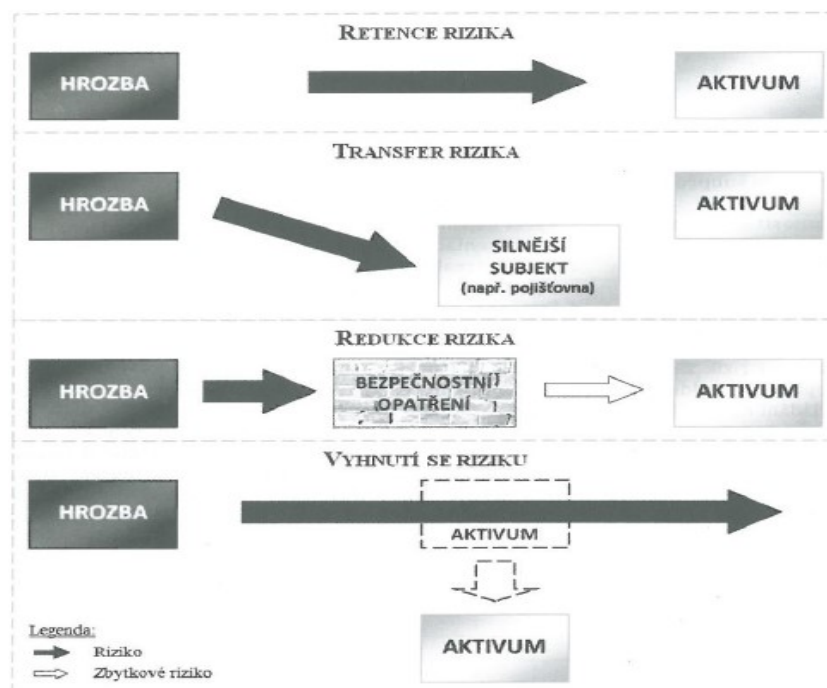 RETENCE RIZIKA
HROZBA
AKTIVUM
TRANSFER RIZIKA
HROZBA
AKTIVUM
SILNĚJŠÍ
SUBJEKT
(např. pojišťovna)
REDUKCE RIZIKA
HROZBA
BEZPEČNOSTNÍ
OPATŘENÍ
AKTIVUM
VYHNUTÍ SE RIZIKU
HROZBA
AKTIVUM
AKTIVUM
Legenda:
Riziko
Zbytkové riziko